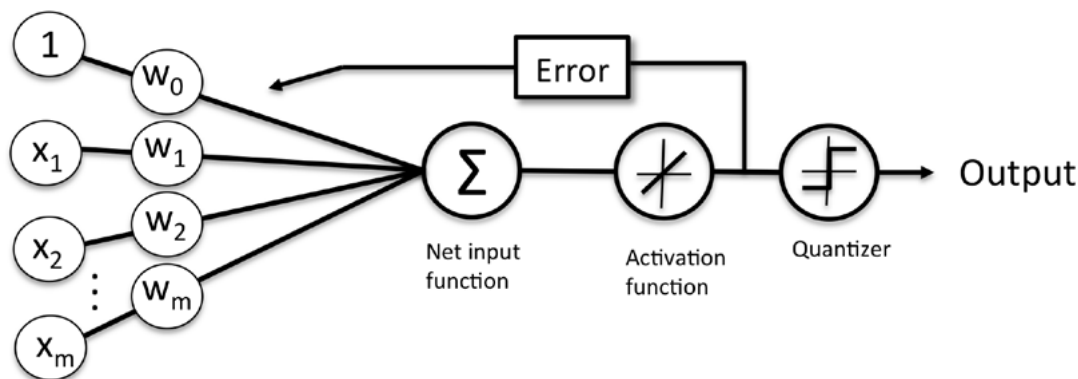 1
w0
Error
x1
w1
Σ
Output
x2
w2
Net input
function
Activation
function
Quantizer
wm
xm